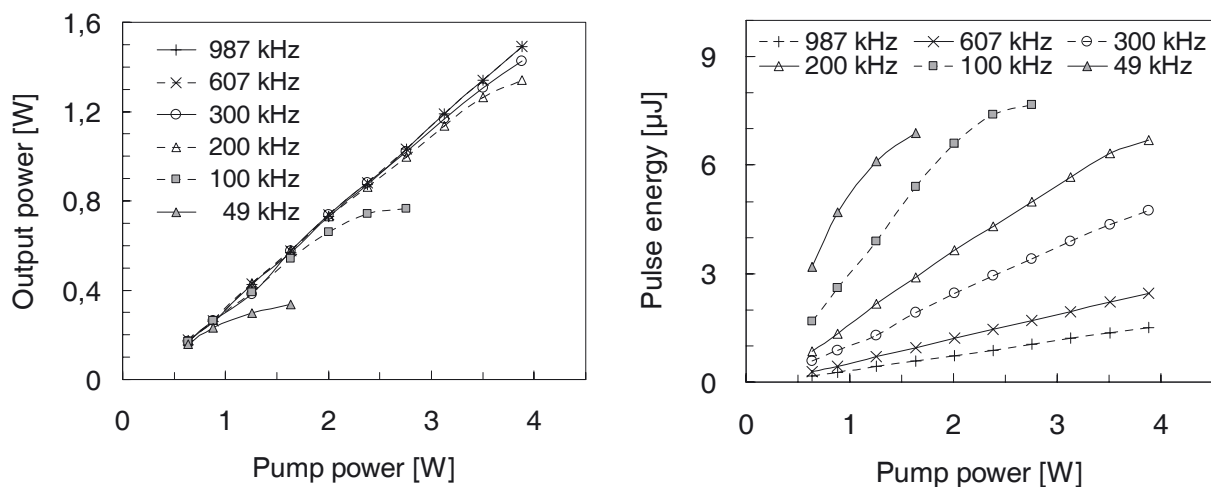 1,6
1,2
0,8
0,4
0
Output power [W]
987 kHz
607 kHz
300 kHz
200 kHz
100 kHz
49 kHz
0 1 2 3 4
Pump power [W]
9
6
3
0
Pulse energy [µJ]
987 kHz 607 kHz 300 kHz
200 kHz 100 kHz 49 kHz
0 1 2 3 4
Pump power [W]